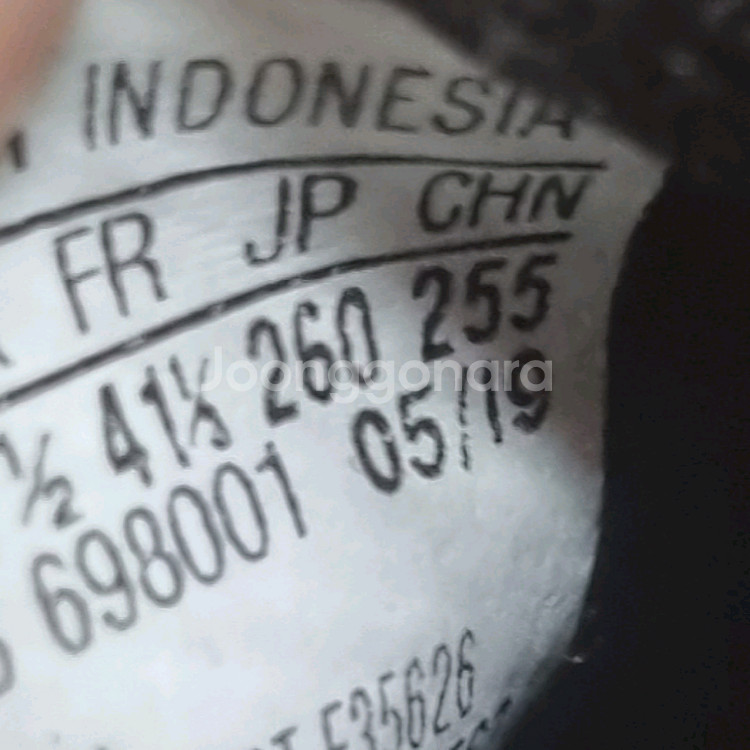 INDONESIA
FR JP CHN
½ 41⅓ 260 255
698001 05/19
F35626
Joonggonara